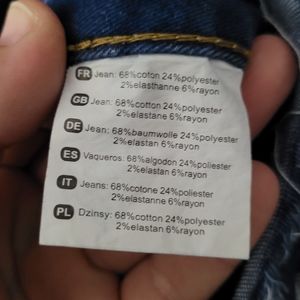 FR Jean: 68%coton 24%polyester
2%elasthanne 6%rayon
GB Jean: 68%cotton 24%polyester
2%elastane 6%rayon
DE Jean: 68%baumwolle 24%polyester
2%elastan 6%rayon
ES Vaqueros: 68%algodon 24%poliester
2%elastan 6%rayon
IT Jeans: 68%cotone 24%poliestere
2%elastane 6%rayon
PL Dzinsy: 68%cotton 24%polyester
2%elastan 6%rayon